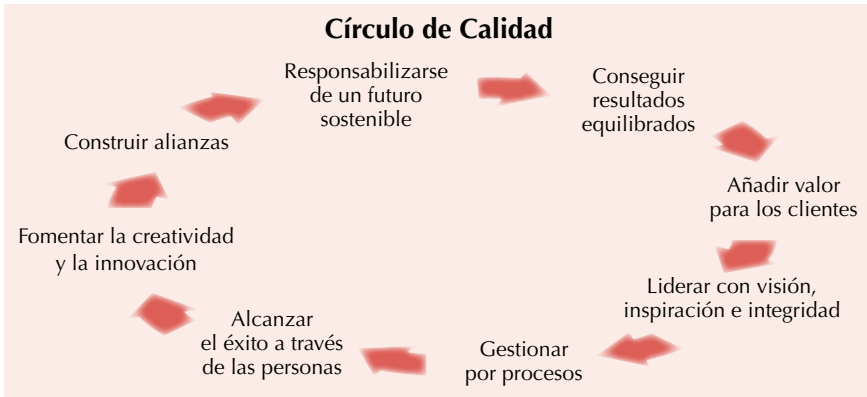 Círculo de Calidad
Responsabilizarse
de un futuro
sostenible
Conseguir
resultados
equilibrados
Añadir valor
para los clientes
Liderar con visión,
inspiración e integridad
Gestionar
por procesos
Alcanzar
el éxito a través
de las personas
Fomentar la creatividad
y la innovación
Construir alianzas